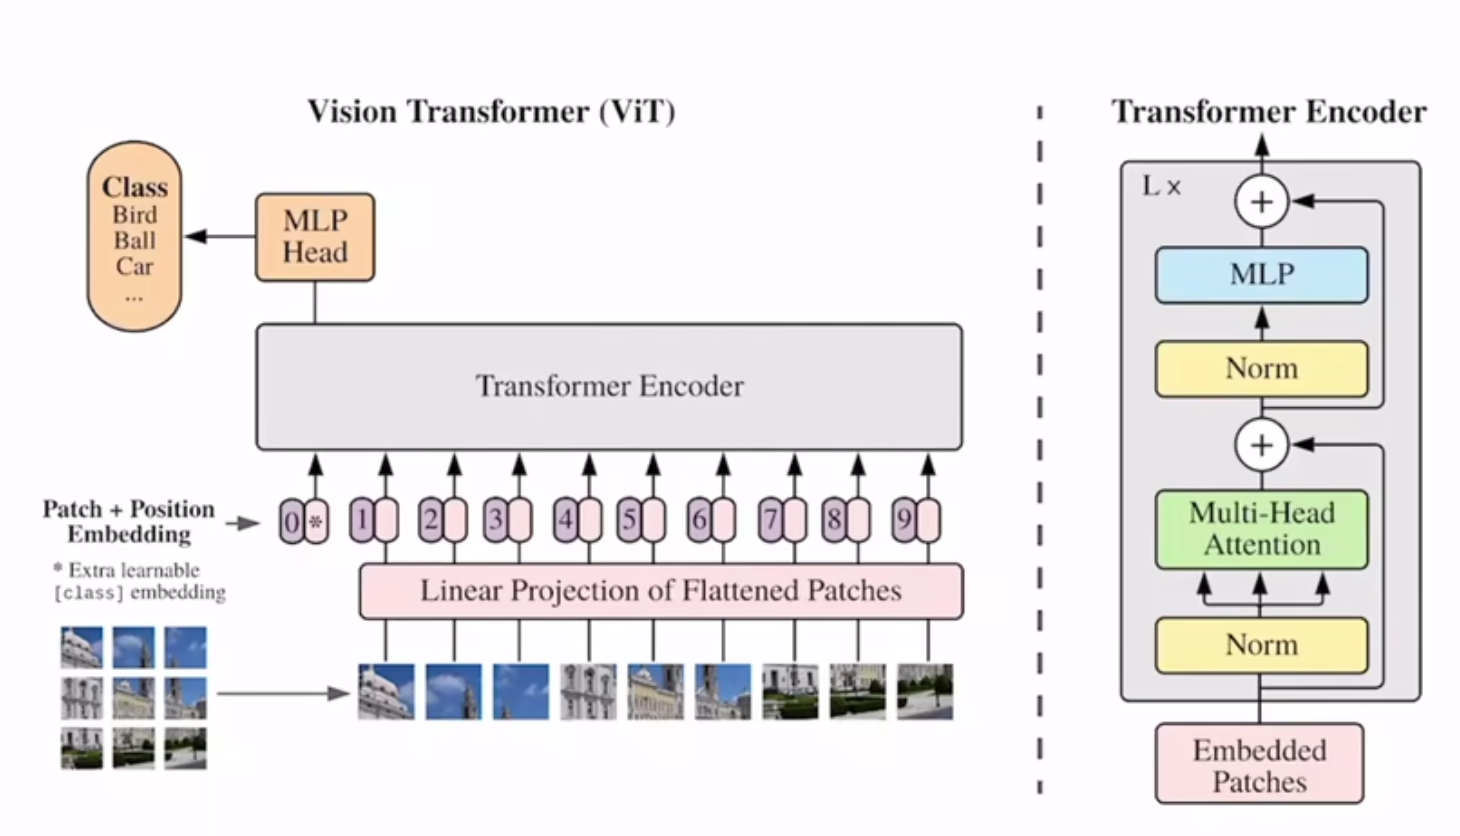 Vision Transformer (ViT)
Class
Bird
Ball
Car
...
MLP
Head
Transformer Encoder
Patch + Position
Embedding
0 * 1 2 3 4 5 6 7 8 9
* Extra learnable
[class] embedding
Linear Projection of Flattened Patches
Transformer Encoder
L ×
+
MLP
Norm
+
Multi-Head
Attention
Norm
Embedded
Patches